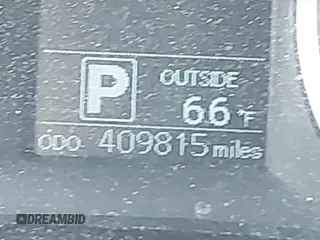 P
OUTSIDE
66°F
ODO. 409815 miles
DREAMBID